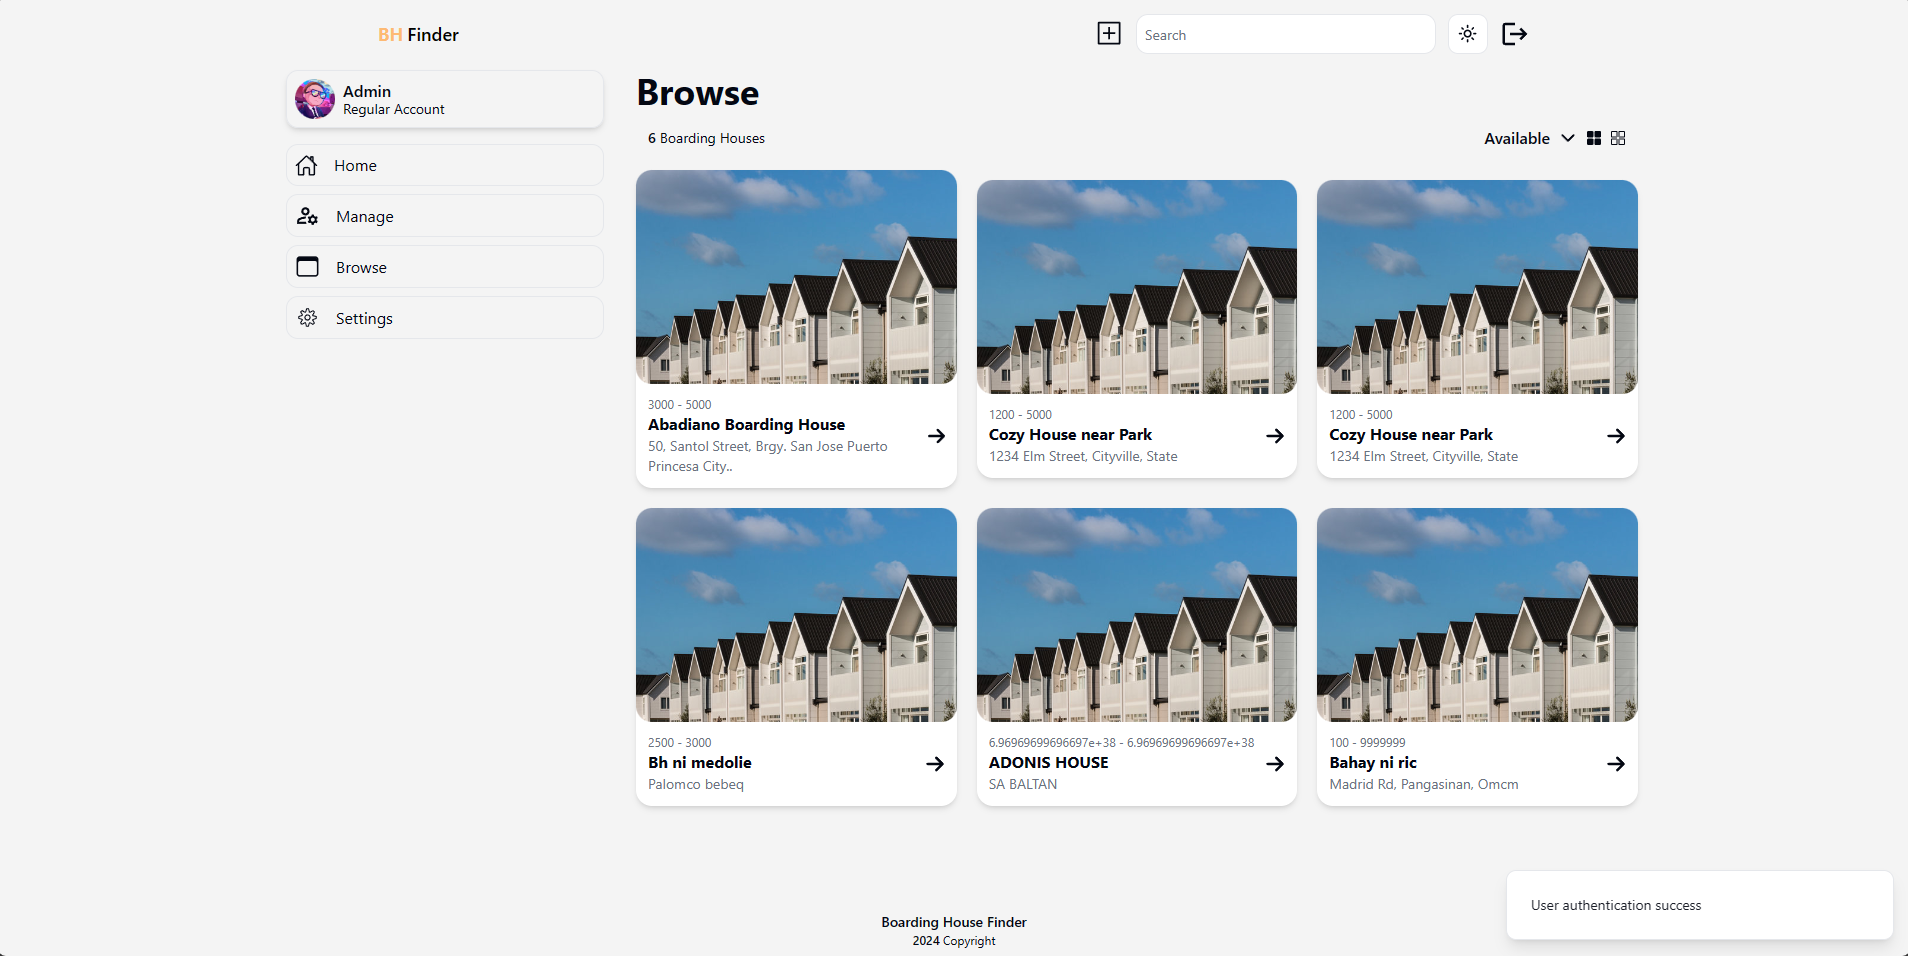 BH Finder
Search
Admin
Regular Account
Home
Manage
Browse
Settings
Browse
6 Boarding Houses
Available
3000 - 5000
Abadiano Boarding House
50, Santol Street, Brgy. San Jose Puerto
Princesa City..
1200 - 5000
Cozy House near Park
1234 Elm Street, Cityville, State
1200 - 5000
Cozy House near Park
1234 Elm Street, Cityville, State
2500 - 3000
Bh ni medolie
Palomco bebeq
6.96969699696697e+38 - 6.96969699696697e+38
ADONIS HOUSE
SA BALTAN
100 - 9999999
Bahay ni ric
Madrid Rd, Pangasinan, Omcm
User authentication success
Boarding House Finder
2024 Copyright